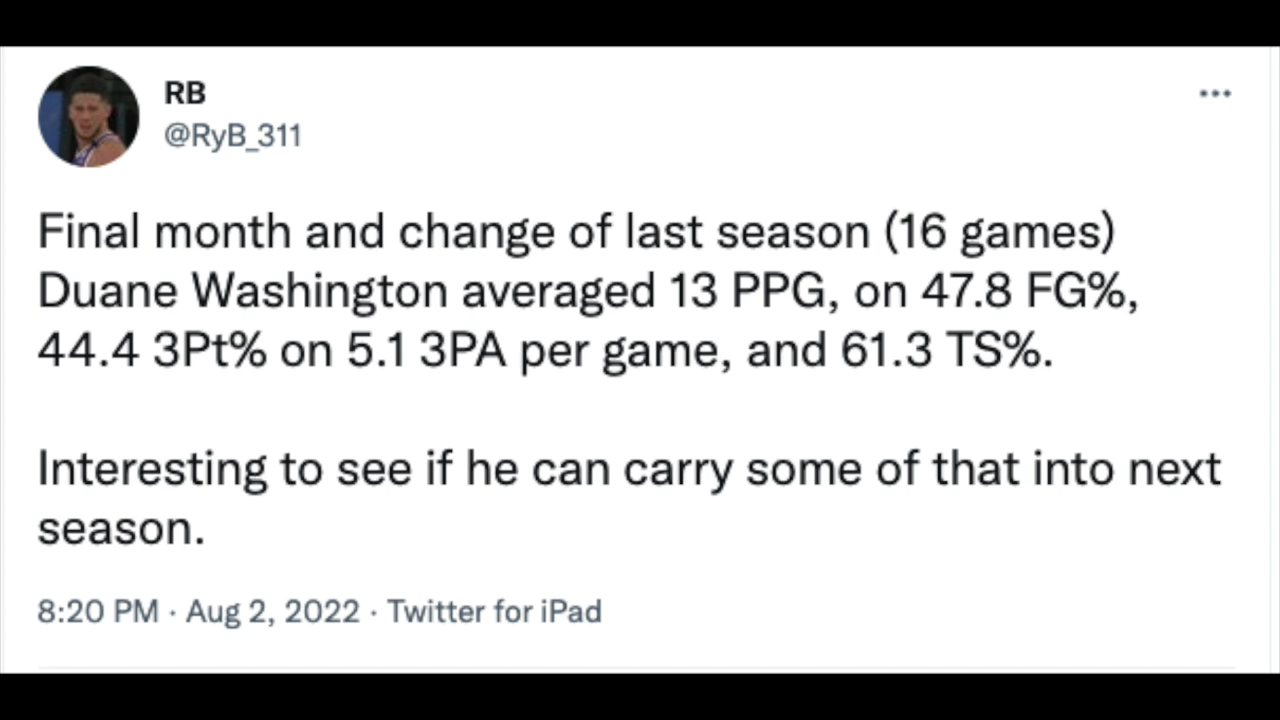 RB
@RyB_311
Final month and change of last season (16 games)
Duane Washington averaged 13 PPG, on 47.8 FG%,
44.4 3Pt% on 5.1 3PA per game, and 61.3 TS%.
Interesting to see if he can carry some of that into next
season.
8:20 PM · Aug 2, 2022 · Twitter for iPad